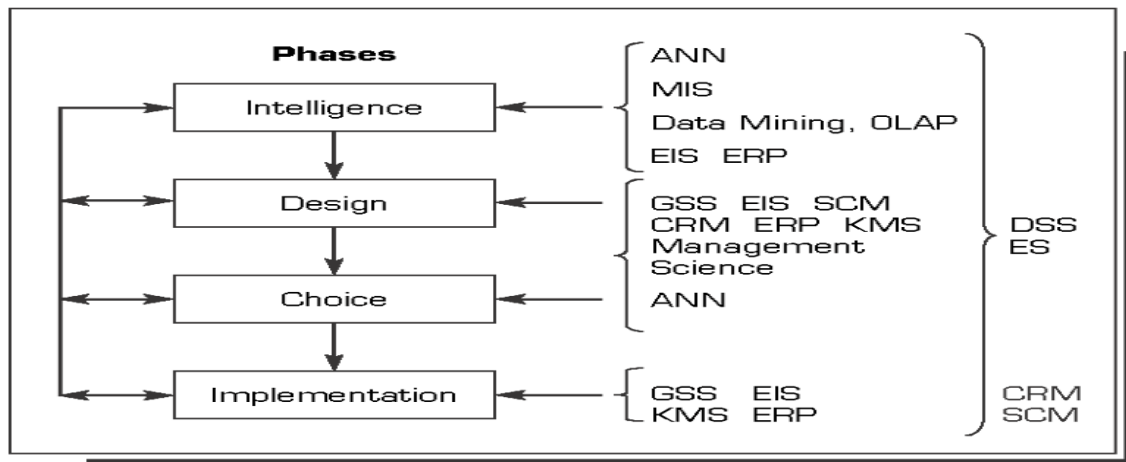 Phases
Intelligence
Design
Choice
Implementation
ANN
MIS
Data Mining, OLAP
EIS ERP
GSS EIS SCM
CRM ERP KMS
Management
Science
ANN
GSS EIS
KMS ERP
DSS
ES
CRM
SCM